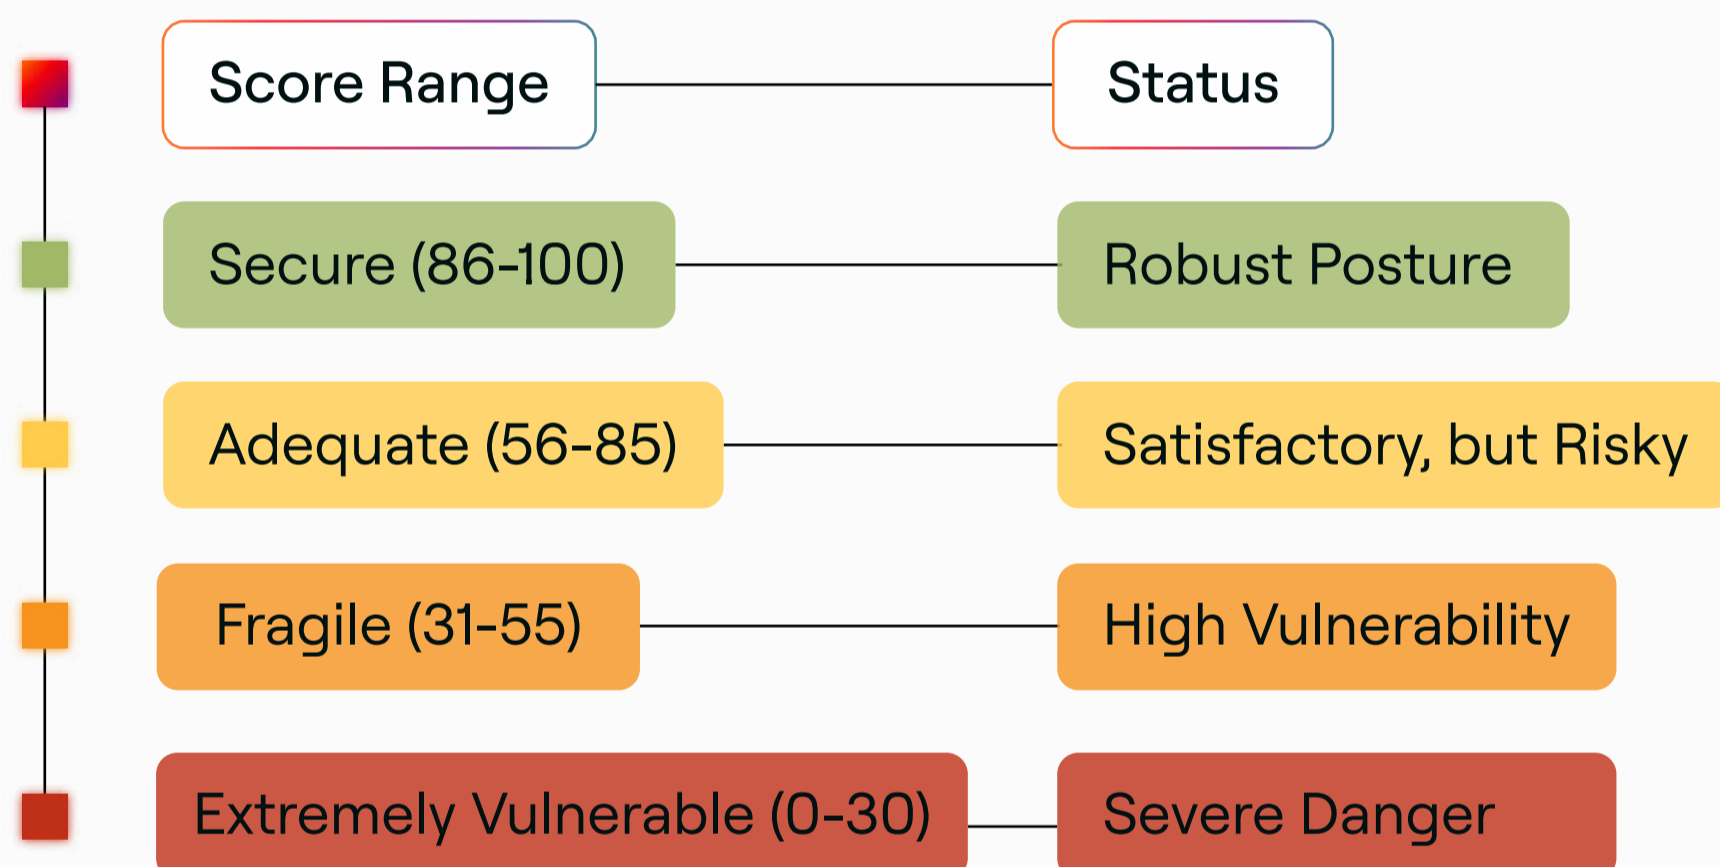 Score Range
Status
Secure (86-100)
Robust Posture
Adequate (56-85)
Satisfactory, but Risky
Fragile (31-55)
High Vulnerability
Extremely Vulnerable (0-30)
Severe Danger